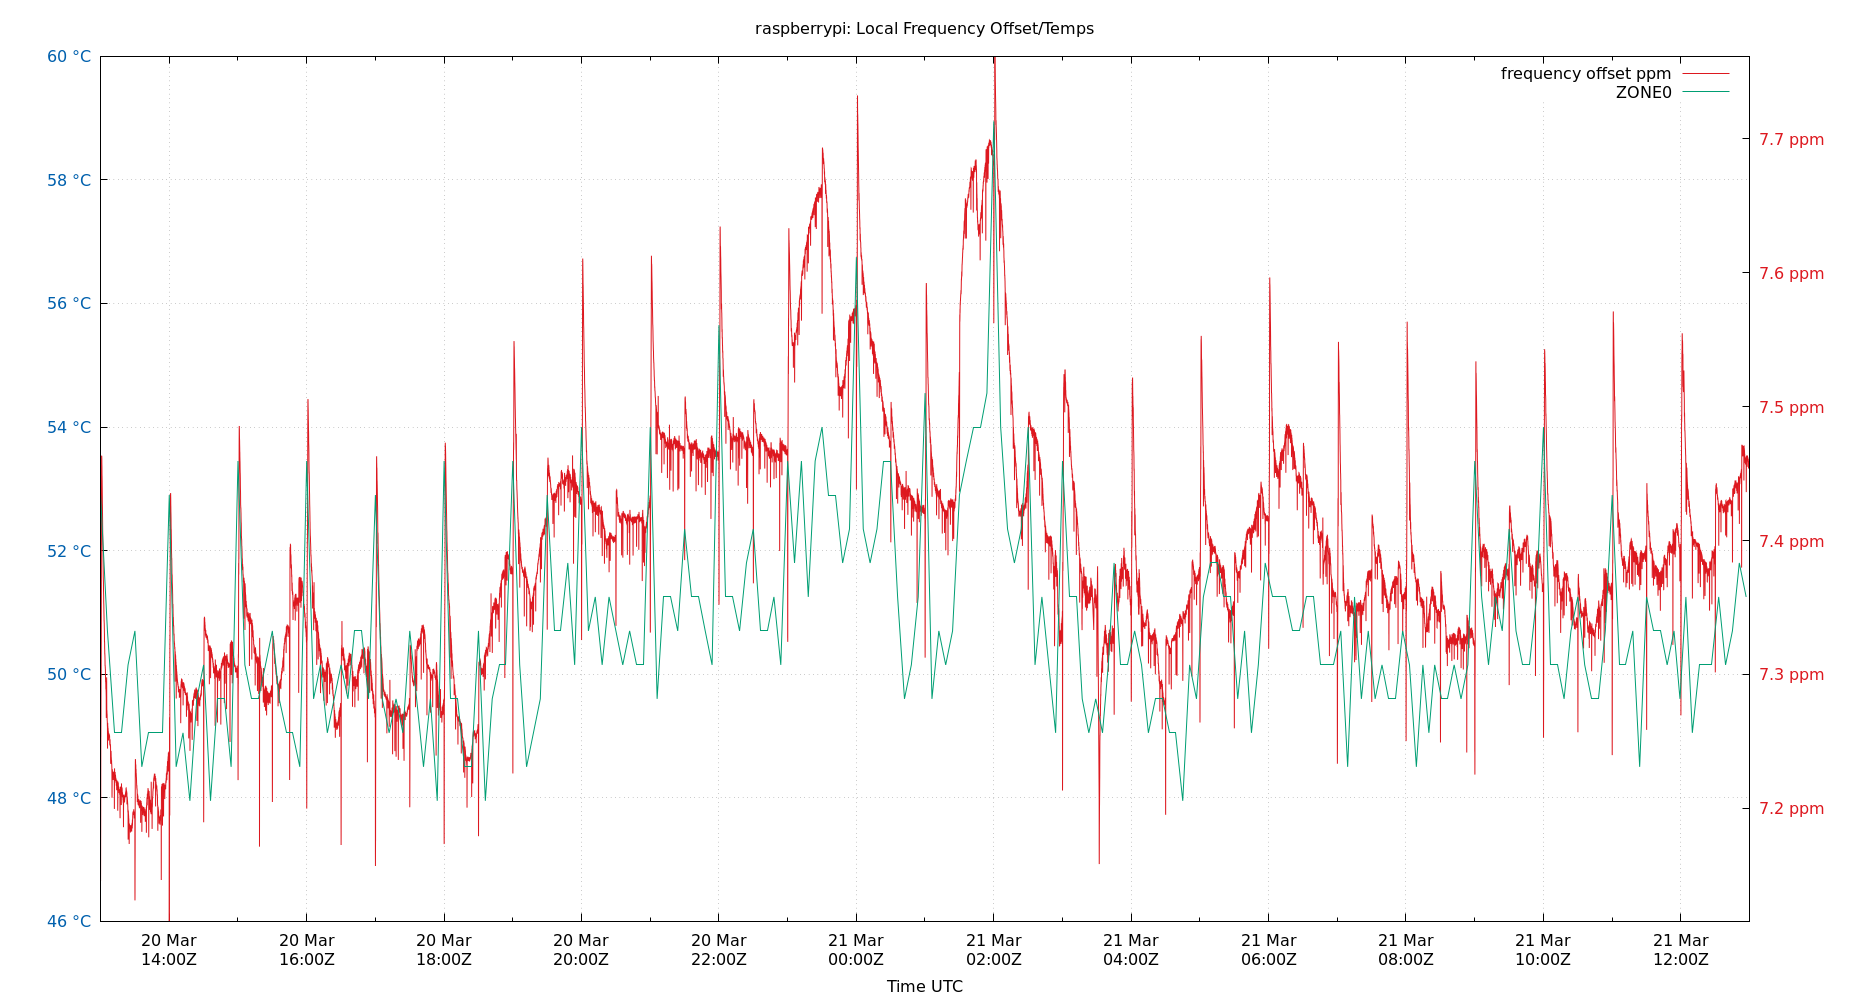 raspberrypi: Local Frequency Offset/Temps
frequency offset ppm
ZONE0
60 °C
58 °C
56 °C
54 °C
52 °C
50 °C
48 °C
46 °C
7.7 ppm
7.6 ppm
7.5 ppm
7.4 ppm
7.3 ppm
7.2 ppm
20 Mar 20 Mar 20 Mar 20 Mar 20 Mar 21 Mar 21 Mar 21 Mar 21 Mar 21 Mar 21 Mar 21 Mar
14:00Z 16:00Z 18:00Z 20:00Z 22:00Z 00:00Z 02:00Z 04:00Z 06:00Z 08:00Z 10:00Z 12:00Z
Time UTC